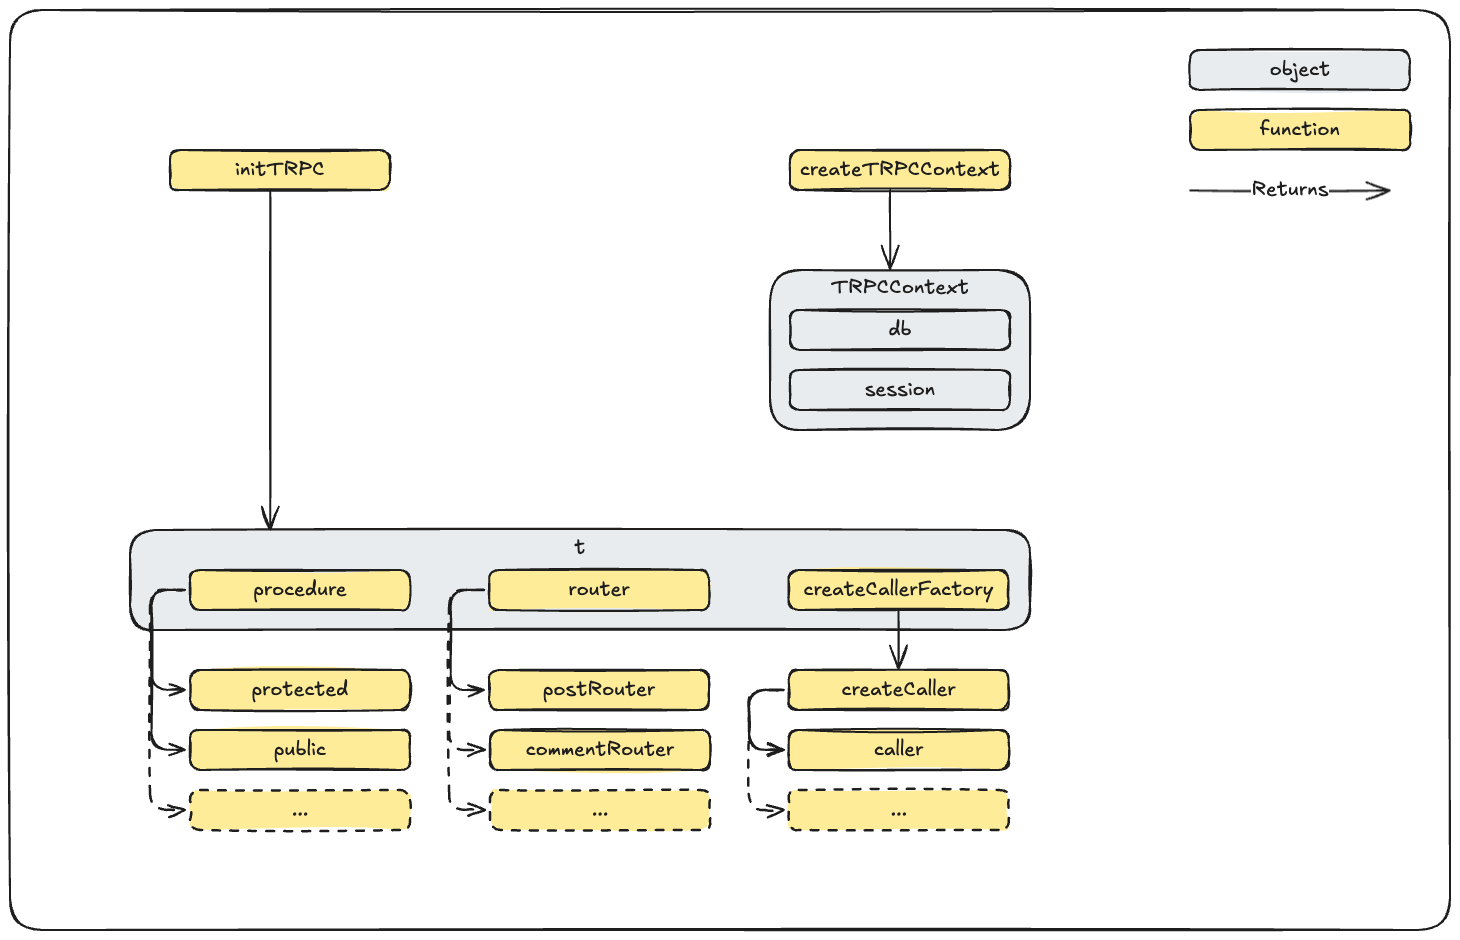 object
function
Returns
initTRPC
createTRPCContext
TRPCContext
db
session
t
procedure
router
createCallerFactory
protected
postRouter
createCaller
public
commentRouter
caller
...
...
...